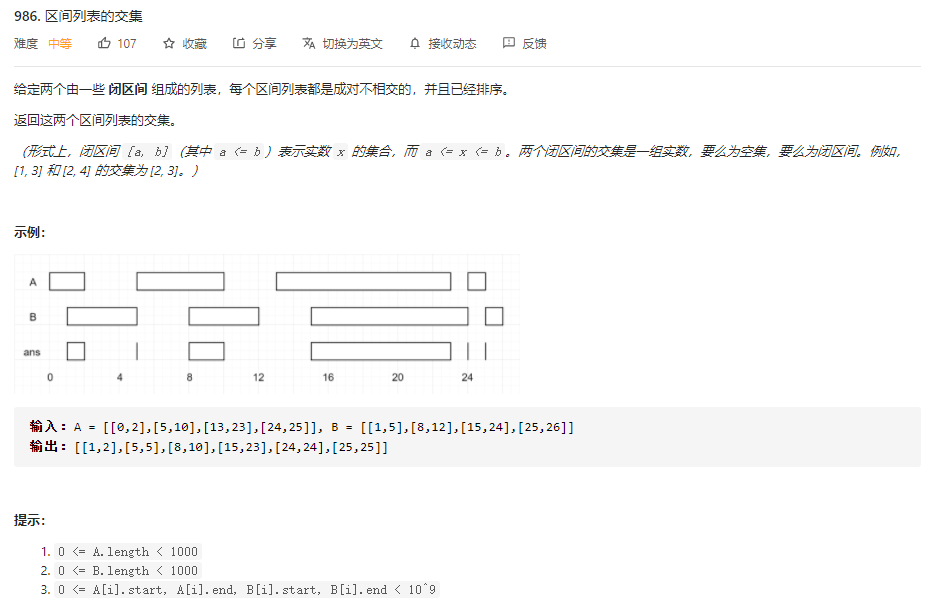 986. 区间列表的交集
难度 中等 107 收藏 分享 切换为英文 接收动态 反馈
给定两个由一些 闭区间 组成的列表，每个区间列表都是成对不相交的，并且已经排序。
返回这两个区间列表的交集。
（形式上，闭区间 [a, b]（其中 a <= b）表示实数 x 的集合，而 a <= x <= b。两个闭区间的交集是一组实数，要么为空集，要么为闭区间。例如，
[1, 3] 和 [2, 4] 的交集为 [2, 3]。）
示例：
A
B
ans
0 4 8 12 16 20 24
输入：A = [[0,2],[5,10],[13,23],[24,25]], B = [[1,5],[8,12],[15,24],[25,26]]
输出：[[1,2],[5,5],[8,10],[15,23],[24,24],[25,25]]
提示：
1. 0 <= A.length < 1000
2. 0 <= B.length < 1000
3. 0 <= A[i].start, A[i].end, B[i].start, B[i].end < 10^9